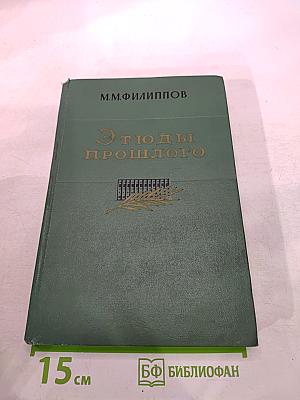 М.М.ФИЛИППОВ
ЭТЮДЫ
ПРОШЛОГО
15 см
БФ БИБЛИОФАН